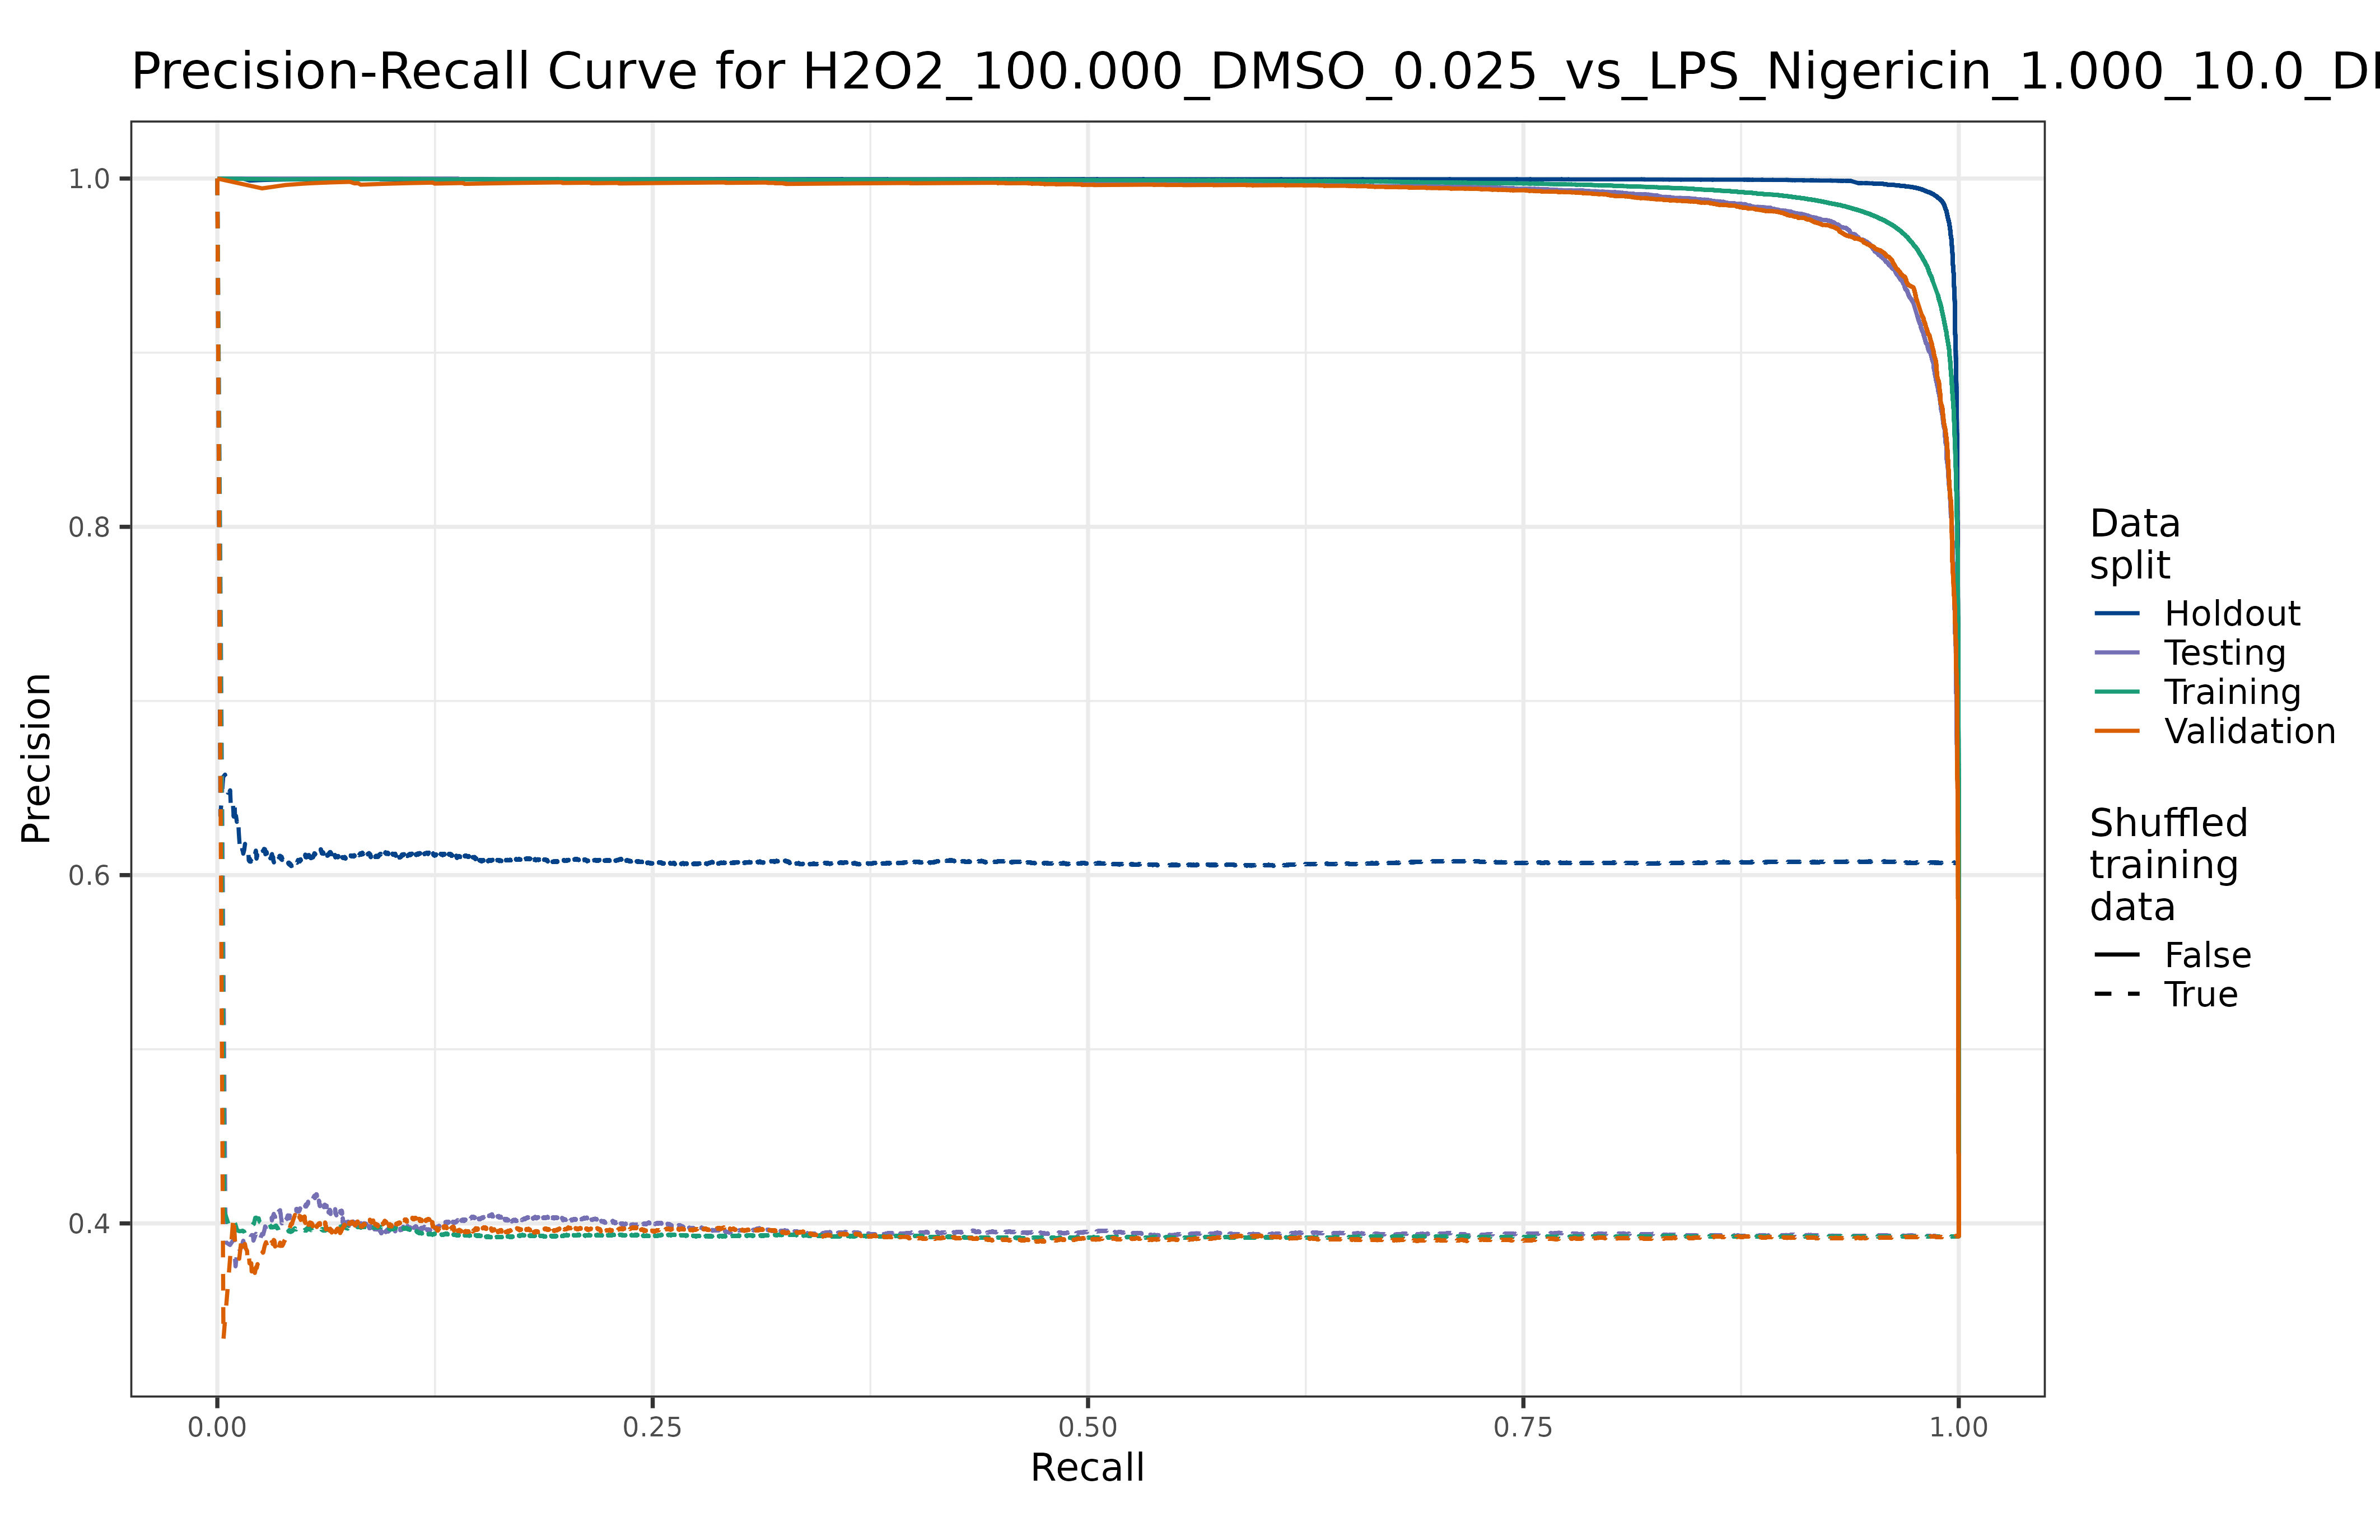 Precision-Recall Curve for H2O2_100.000_DMSO_0.025_vs_LPS_Nigericin_1.000_10.0_D
1.0
0.8
0.6
0.4
Precision
0.00
0.25
0.50
0.75
1.00
Recall
Data
split
Holdout
Testing
Training
Validation
Shuffled
training
data
False
True